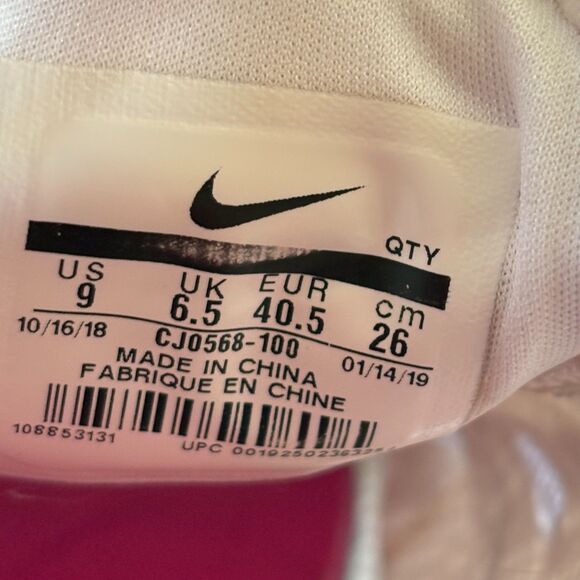 QTY
US UK EUR cm
9 6.5 40.5 26
10/16/18 CJ0568-100 01/14/19
MADE IN CHINA
FABRIQUE EN CHINE
108853131 UPC